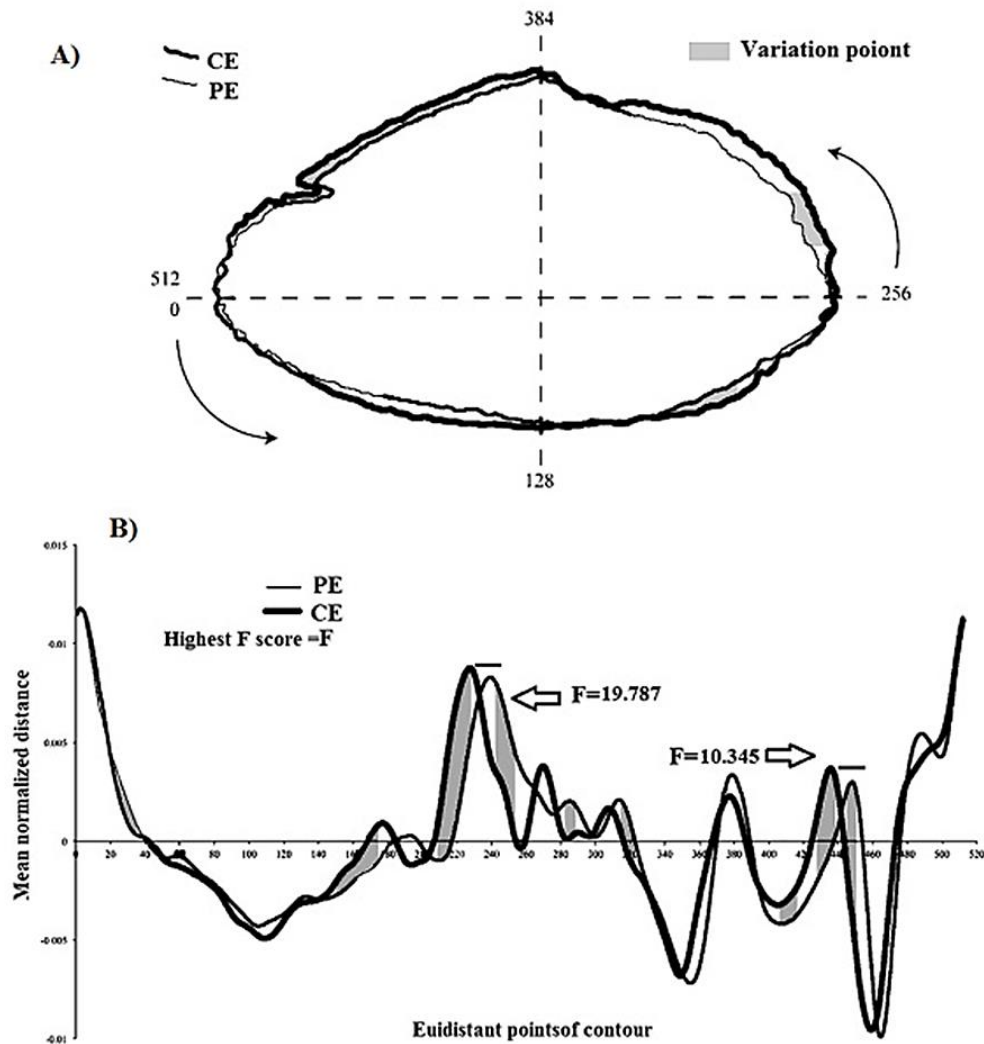 384
A)
CE
PE
Variation poiont
512
0
256
128
B)
0.015
PE
CE
Highest F score =F
-0.01
F=19.787
0.005
F=10.345
Mean normalized distance
0
0 20 40 60 80 100 120 140 160 180 200 220 240 260 280 300 320 340 360 380 400 420 440 460 480 500 520
-0.005
-0.01
Euidistant pointsof contour